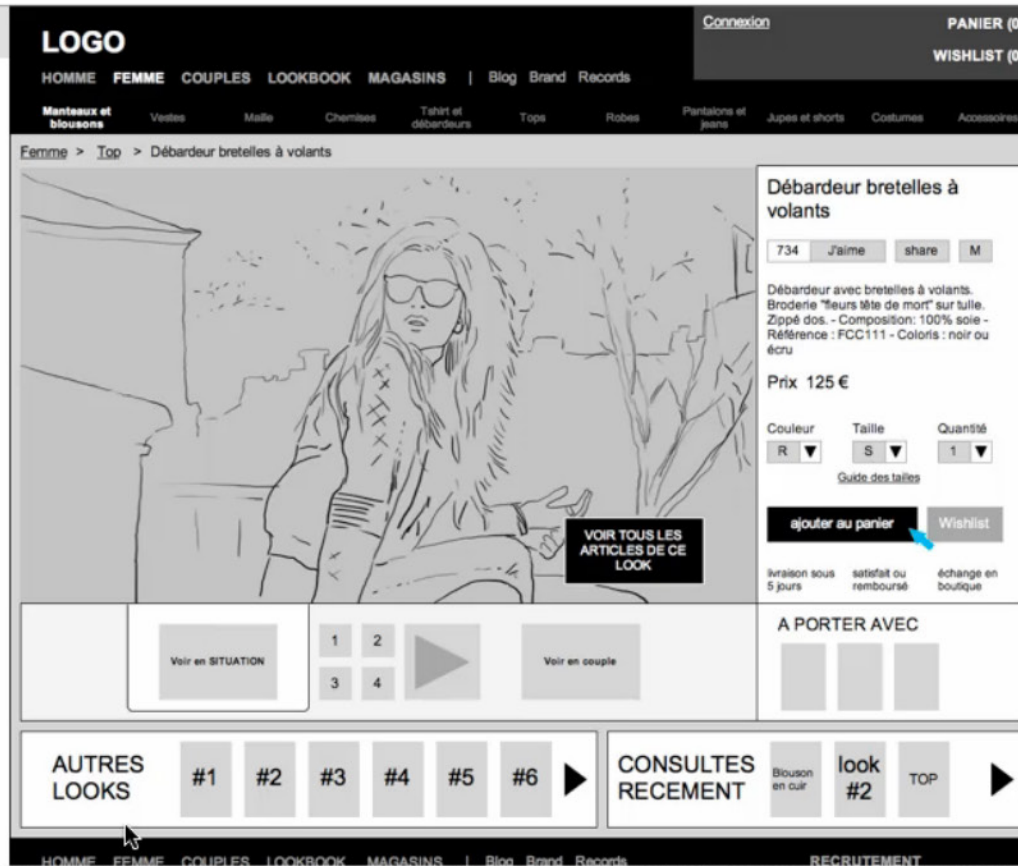 LOGO
Connexion
PANIER (0
WISHLIST (0
HOMME FEMME COUPLES LOOKBOOK MAGASINS | Blog Brand Records
Manteaux et
blousons
Vestes
Maille
Chemises
Tshirt et
débardeurs
Tops
Robes
Pantalons et
jeans
Jupes et shorts
Costumes
Accessoires
Femme > Top > Débardeur bretelles à volants
Débardeur bretelles à
volants
734 J'aime share M
Débardeur avec bretelles à volants.
Broderie "fleurs tête de mort" sur tulle.
Zippé dos. - Composition: 100% soie -
Référence : FCC111 - Coloris : noir ou
écru
Prix 125 €
Couleur Taille Quantité
R ▼ S ▼ 1 ▼
Guide des tailles
ajouter au panier Wishlist
VOIR TOUS LES
ARTICLES DE CE
LOOK
livraison sous
5 jours
satisfait ou
remboursé
échange en
boutique
Voir en SITUATION
1 2
3 4
Voir en couple
A PORTER AVEC
AUTRES
LOOKS
#1 #2 #3 #4 #5 #6
CONSULTES
RECEMENT
Blouson
en cuir
look
#2
TOP
HOMME FEMME COUPLES LOOKBOOK MAGASINS | Blog Brand Records RECRUTEMENT